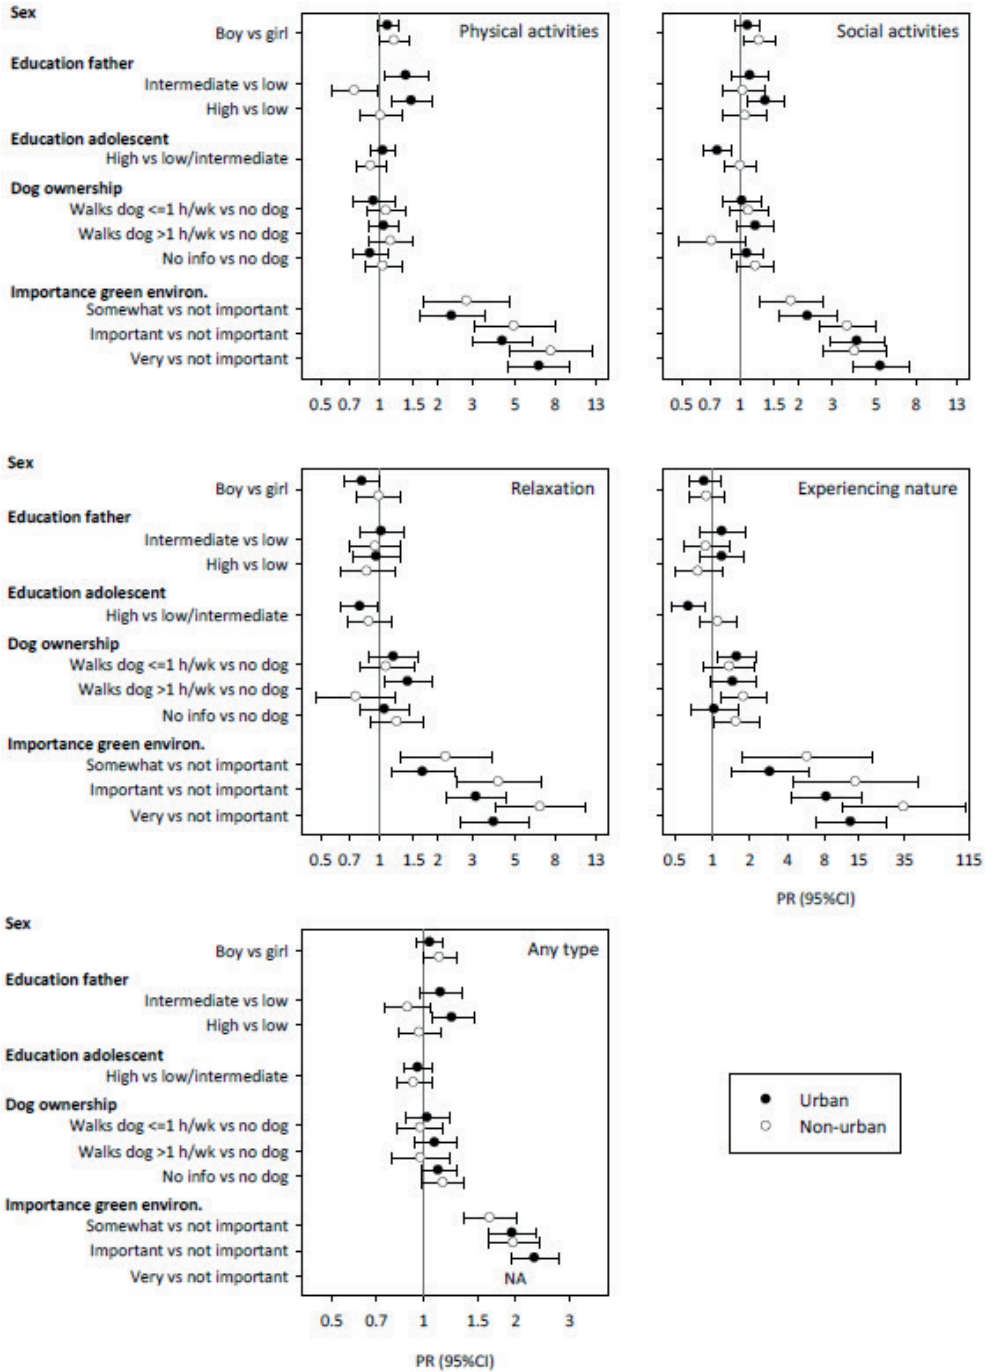 Sex
Boy vs girl
Physical activities
Social activities
Education father
Intermediate vs low
High vs low
Education adolescent
High vs low/intermediate
Dog ownership
Walks dog <=1 h/wk vs no dog
Walks dog >1 h/wk vs no dog
No info vs no dog
Importance green environ.
Somewhat vs not important
Important vs not important
Very vs not important
0.5 0.7 1 1.5 2 3 5 8 13
0.5 0.7 1 1.5 2 3 5 8 13
Sex
Boy vs girl
Relaxation
Experiencing nature
Education father
Intermediate vs low
High vs low
Education adolescent
High vs low/intermediate
Dog ownership
Walks dog <=1 h/wk vs no dog
Walks dog >1 h/wk vs no dog
No info vs no dog
Importance green environ.
Somewhat vs not important
Important vs not important
Very vs not important
0.5 0.7 1 1.5 2 3 5 8 13
0.5 1 2 4 8 15 35 115
PR (95%CI)
Sex
Boy vs girl
Any type
Education father
Intermediate vs low
High vs low
Education adolescent
High vs low/intermediate
Dog ownership
Walks dog <=1 h/wk vs no dog
Walks dog >1 h/wk vs no dog
No info vs no dog
Importance green environ.
Somewhat vs not important
Important vs not important
Very vs not important
NA
0.5 0.7 1 1.5 2 3
PR (95%CI)
Urban
Non-urban